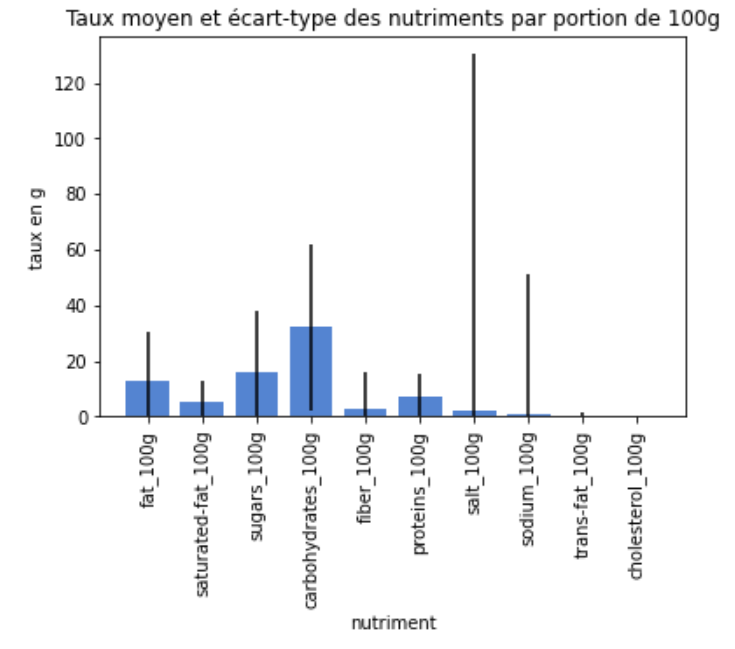 Taux moyen et écart-type des nutriments par portion de 100g
taux en g
120
100
80
60
40
20
0
fat_100g
saturated-fat_100g
sugars_100g
carbohydrates_100g
fiber_100g
proteins_100g
salt_100g
sodium_100g
trans-fat_100g
cholesterol_100g
nutriment